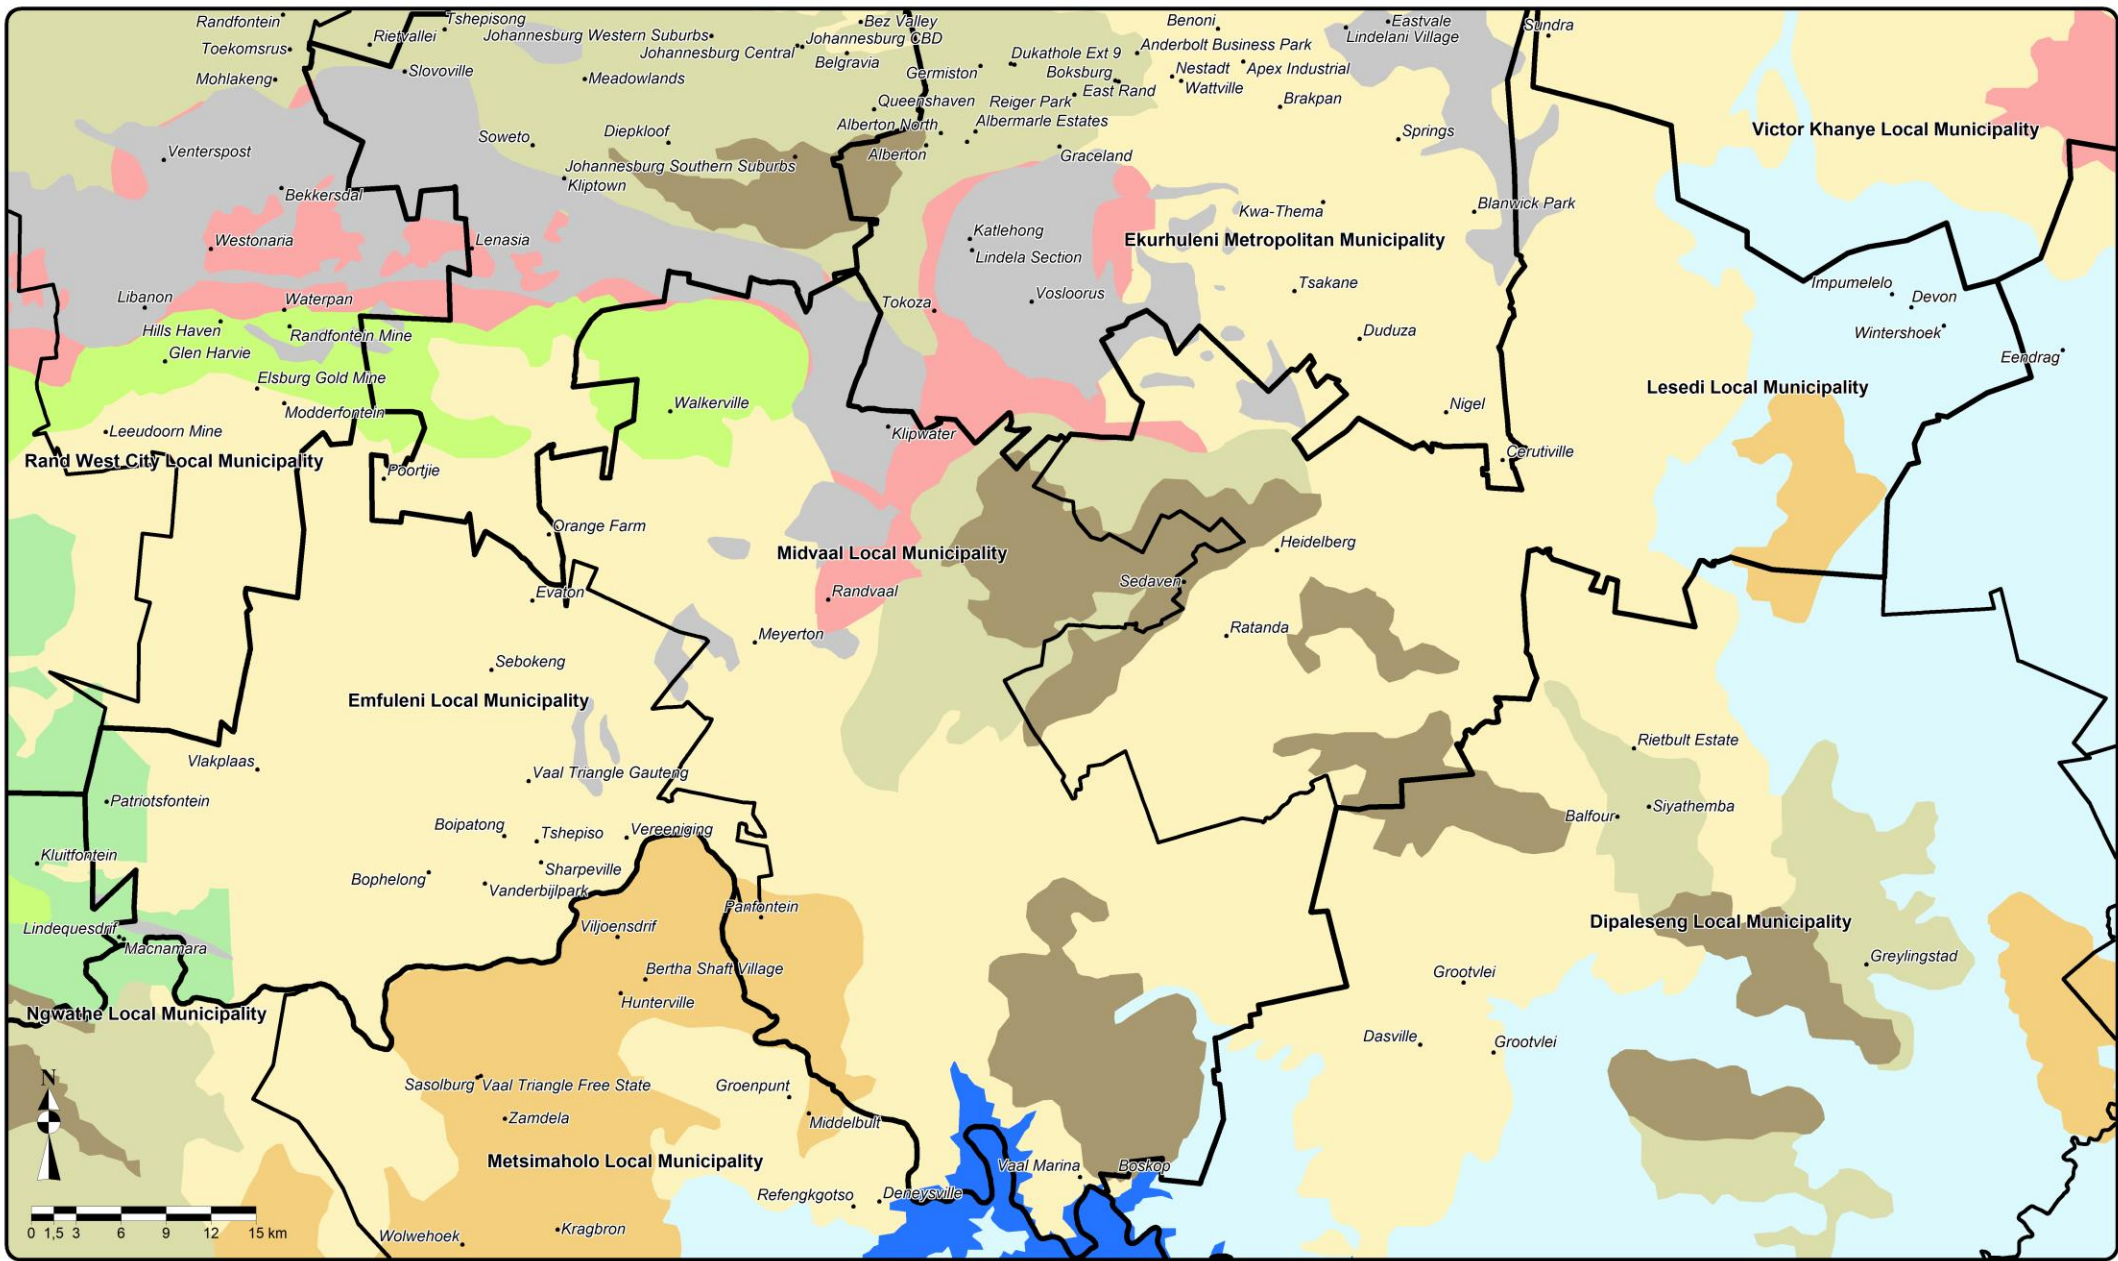 Randfontein
Tshepisong
Rietvallei
Johannesburg Western Suburbs
Bez Valley
Johannesburg CBD
Johannesburg Central
Belgravia
Benoni
Eastvale
Lindelani Village
Sundra
Toekomsrus
Mohlakeng
Slovoville
Meadowlands
Germiston
Dukathole Ext 9
Anderbolt Business Park
Boksburg
Nestadt
Apex Industrial
East Rand
Wattville
Brakpan
Queenshaven
Reiger Park
Alberton North
Albermarle Estates
Alberton
Graceland
Springs
Victor Khanye Local Municipality
Venterspost
Soweto
Diepkloof
Johannesburg Southern Suburbs
Kliptown
Bekkersdal
Westonaria
Lenasia
Katlehong
Lindela Section
Vosloorus
Tokoza
Kwa-Thema
Blanwick Park
Ekurhuleni Metropolitan Municipality
Tsakane
Duduza
Impumelelo
Devon
Wintershoek
Eendrag
Libanon
Waterpan
Hills Haven
Randfontein Mine
Glen Harvie
Elsburg Gold Mine
Modderfontein
Leeudoorn Mine
Rand West City Local Municipality
Poortjie
Walkerville
Klipwater
Nigel
Cerutiville
Lesedi Local Municipality
Orange Farm
Midvaal Local Municipality
Heidelberg
Sedaven
Evaton
Randvaal
Meyerton
Ratanda
Sebokeng
Emfuleni Local Municipality
Vlakplaas
Vaal Triangle Gauteng
Patriotsfontein
Rietbult Estate
Balfour
Siyathemba
Boipatong
Tshepiso
Vereeniging
Sharpeville
Bophelong
Vanderbijlpark
Kluitfontein
Panfontein
Viljoensdrif
Lindequesdrif
Macnamara
Dipaleseng Local Municipality
Greylingstad
Grootvlei
Bertha Shaft Village
Hunterville
Ngwathe Local Municipality
Dasville
Grootvlei
N
Sasolburg
Vaal Triangle Free State
Groenpunt
Zamdela
Middelbult
Metsimaholo Local Municipality
Vaal Marina
Boskop
Refengkgotso
Deneysville
Wolwehoek
Kragbron
0 1,5 3 6 9 12 15 km